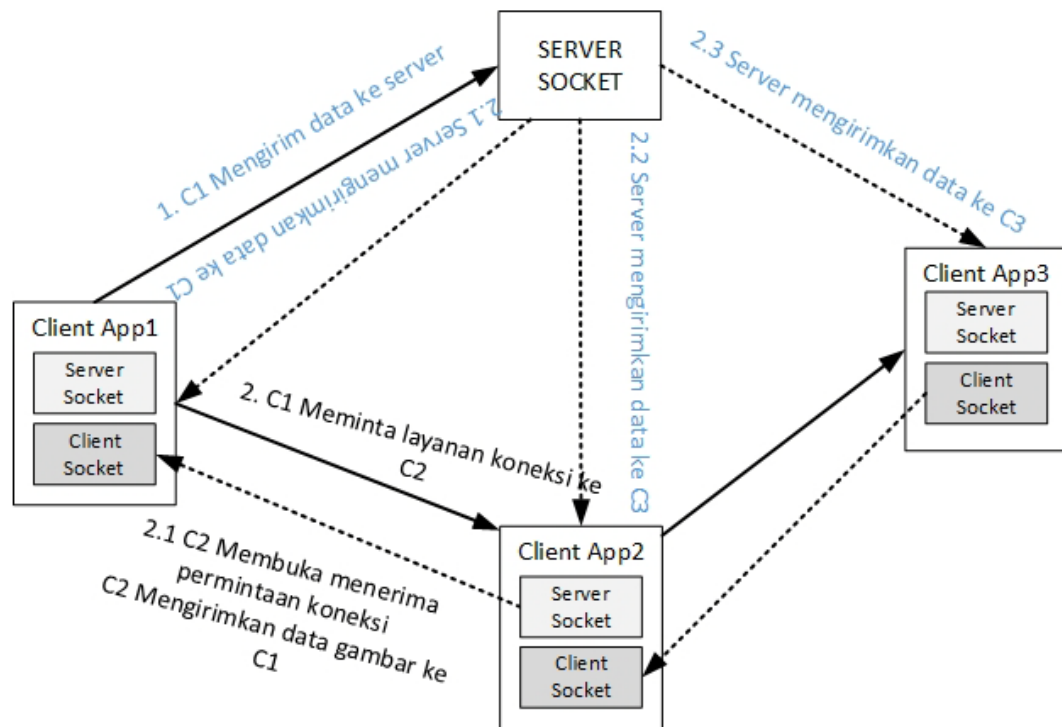 SERVER
SOCKET
1. C1 Mengirim data ke server
2.1 Server mengirimkan data ke C1
2.2 Server mengirimkan data ke C3
2.3 Server mengirimkan data ke C3
Client App1
Server
Socket
Client
Socket
Client App3
Server
Socket
Client
Socket
2. C1 Meminta layanan koneksi ke
C2
2.1 C2 Membuka menerima
permintaan koneksi
C2 Mengirimkan data gambar ke
C1
Client App2
Server
Socket
Client
Socket